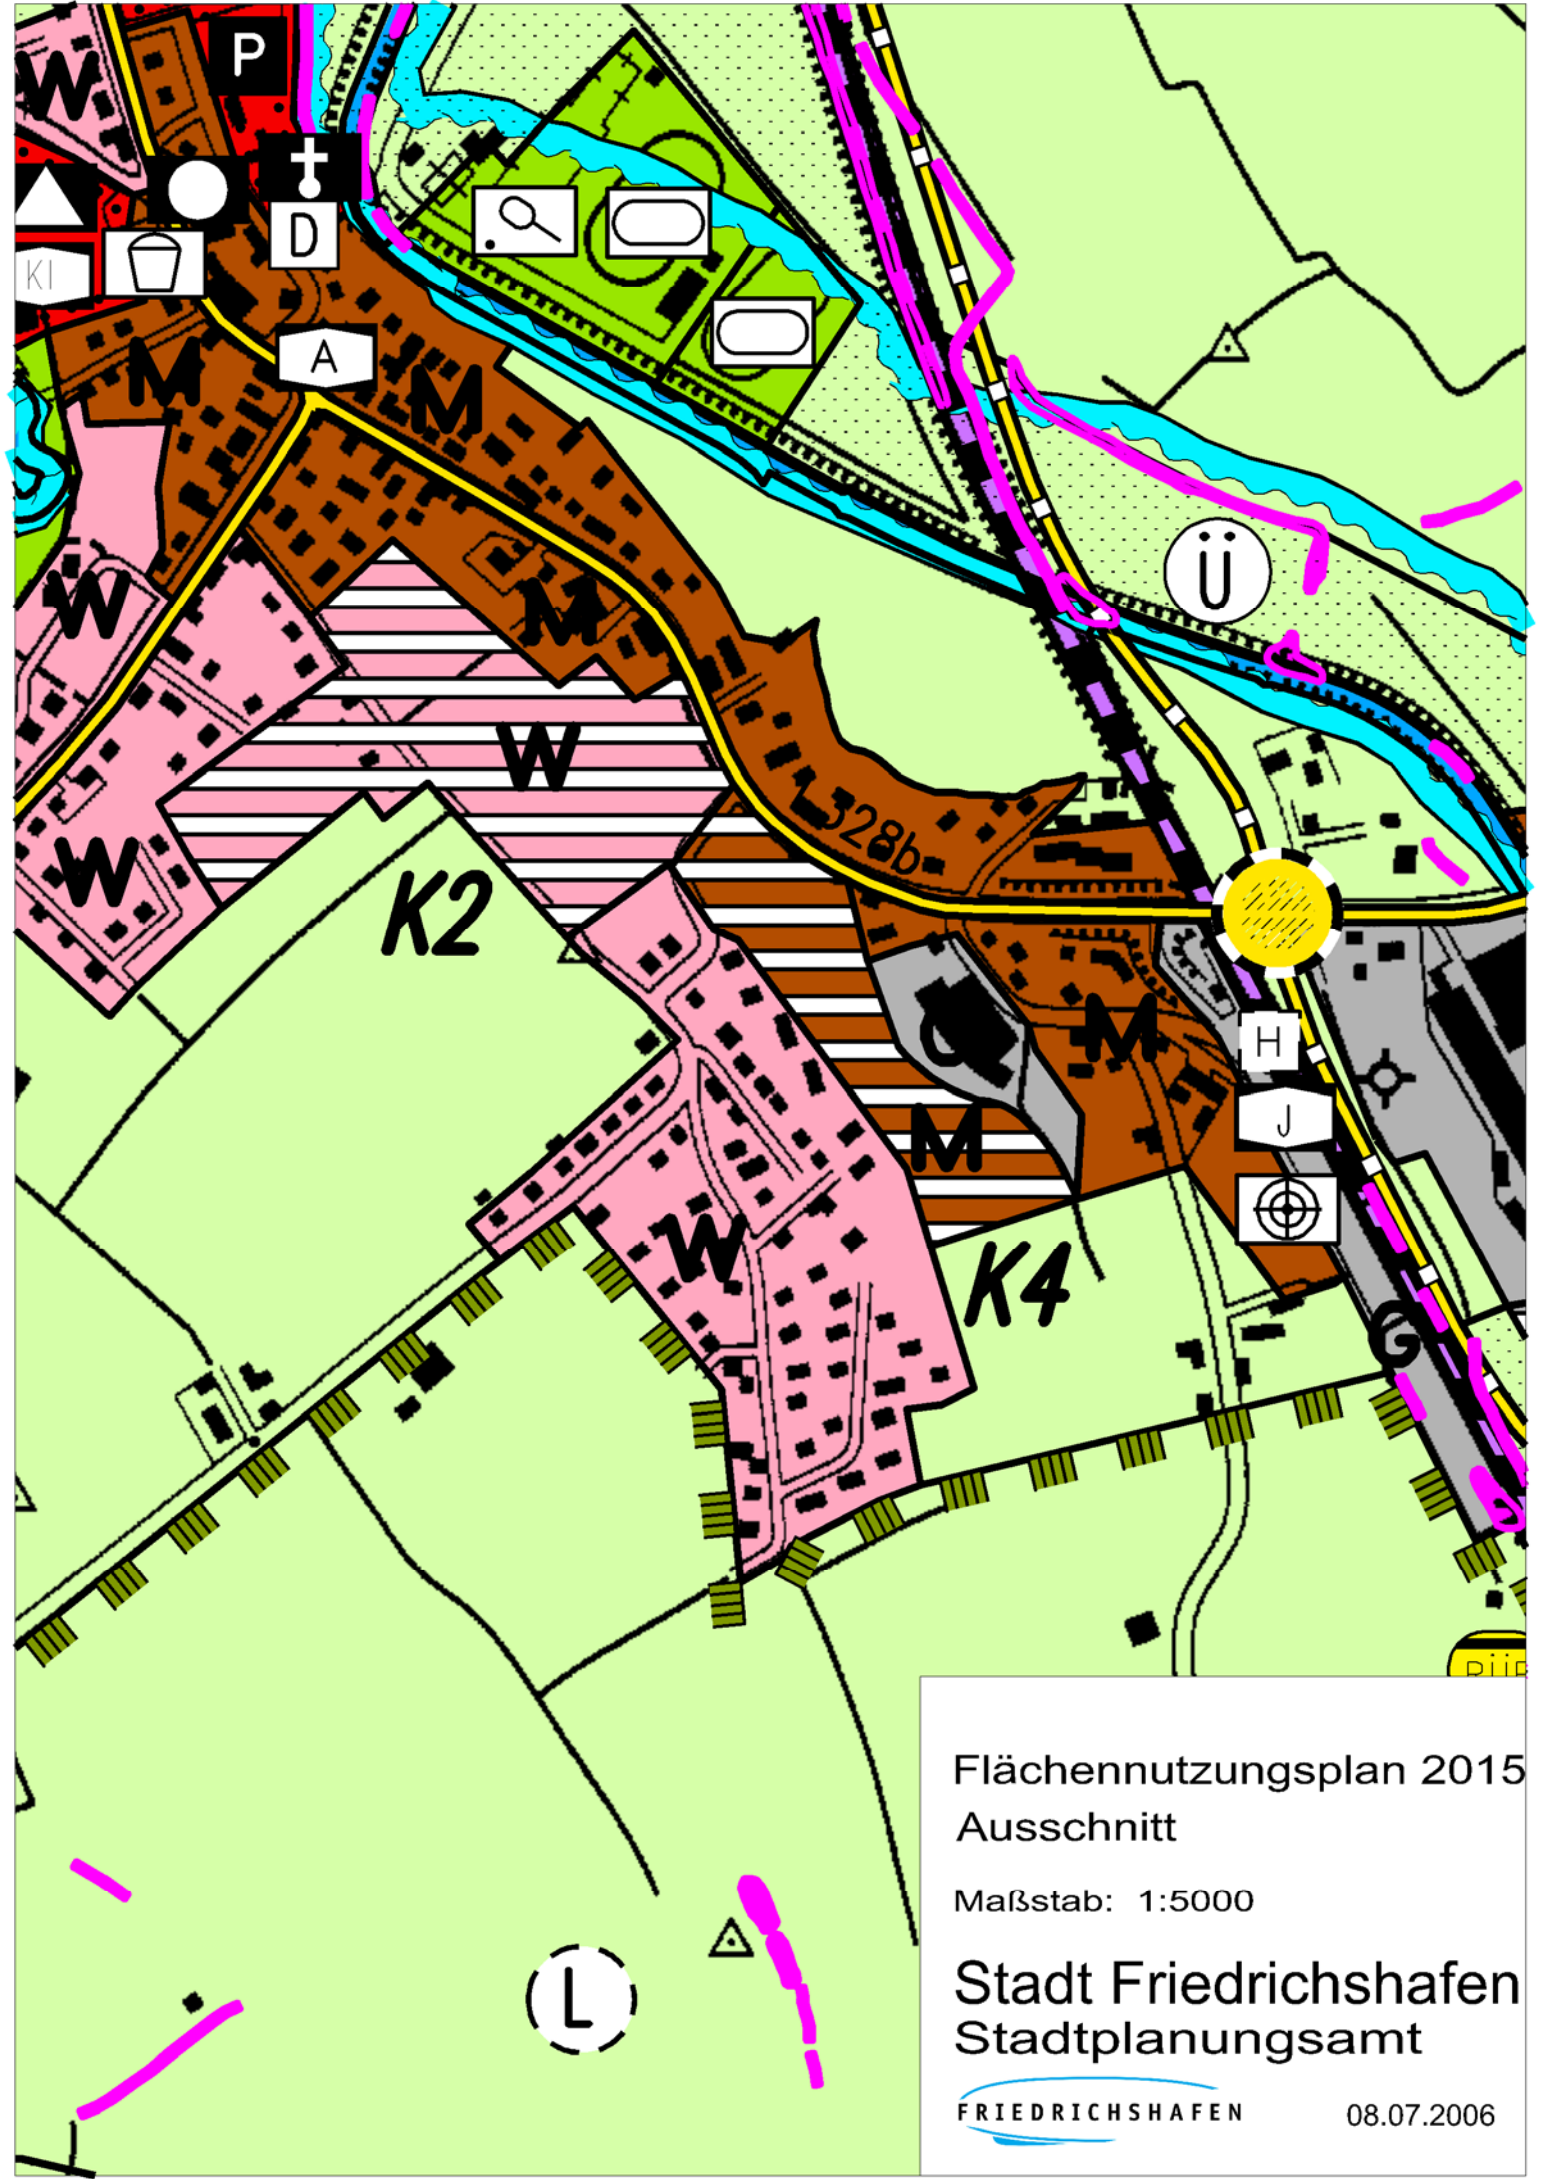 W
P
D
KI
A
M
M
W
M
Ü
W
L328b
W
K2
M
H
J
M
W
K4
G
L
Flächennutzungsplan 2015
Ausschnitt
Maßstab: 1:5000
Stadt Friedrichshafen
Stadtplanungsamt
FRIEDRICHSHAFEN
08.07.2006